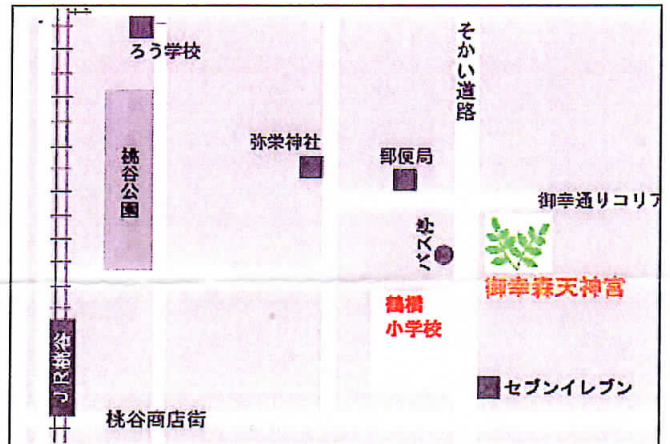 ろう学校
そかい道路
桃谷公園
弥栄神社
郵便局
御幸通りコリア
バス停
御幸森天神宮
鶴橋
小学校
JR桃谷
セブンイレブン
桃谷商店街